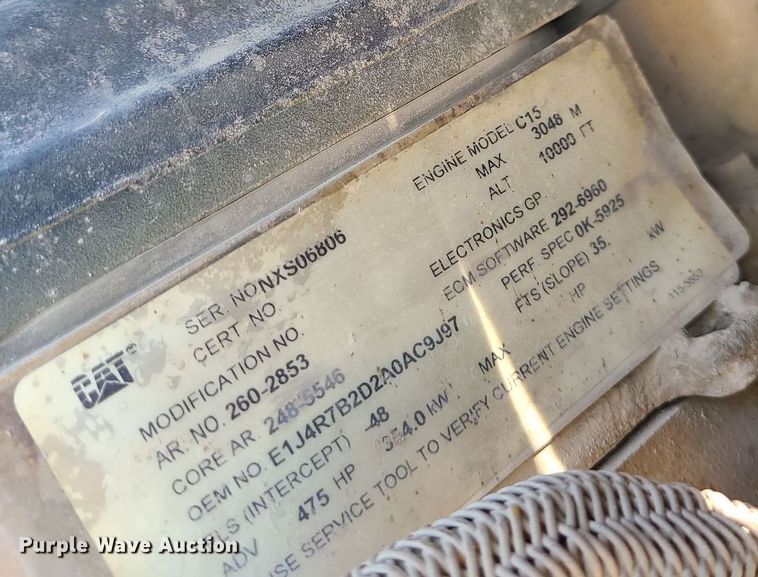 CAT®
SER. NO. NXS06806 ENGINE MODEL C15
CERT. NO. MAX 3048 M
ALT 10000 FT
MODIFICATION NO.
AR. NO. 260-2853 ELECTRONICS GP
CORE AR. 248-5546 ECM SOFTWARE 292-6960
OEM NO. E1J4R7B2D2A0AC9J97 PERF. SPEC 0K-5925
LS (INTERCEPT) 48 FTS (SLOPE) 35
ADV 475 HP 354.0 kW MAX HP kW
SE SERVICE TOOL TO VERIFY CURRENT ENGINE SETTINGS
Purple Wave Auction